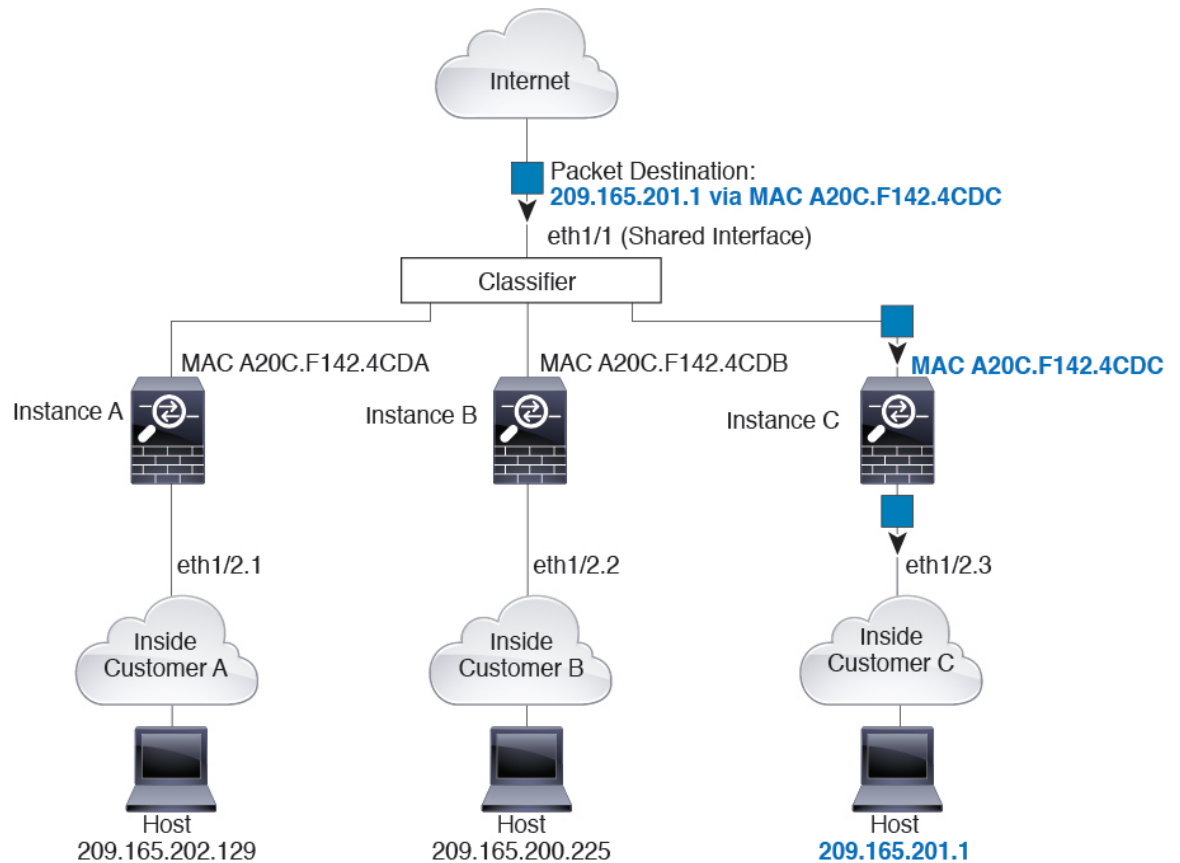 Internet
Packet Destination:
209.165.201.1 via MAC A20C.F142.4CDC
eth1/1 (Shared Interface)
Classifier
MAC A20C.F142.4CDA
MAC A20C.F142.4CDB
MAC A20C.F142.4CDC
Instance A
Instance B
Instance C
eth1/2.1
eth1/2.2
eth1/2.3
Inside
Customer A
Inside
Customer B
Inside
Customer C
Host
209.165.202.129
Host
209.165.200.225
Host
209.165.201.1